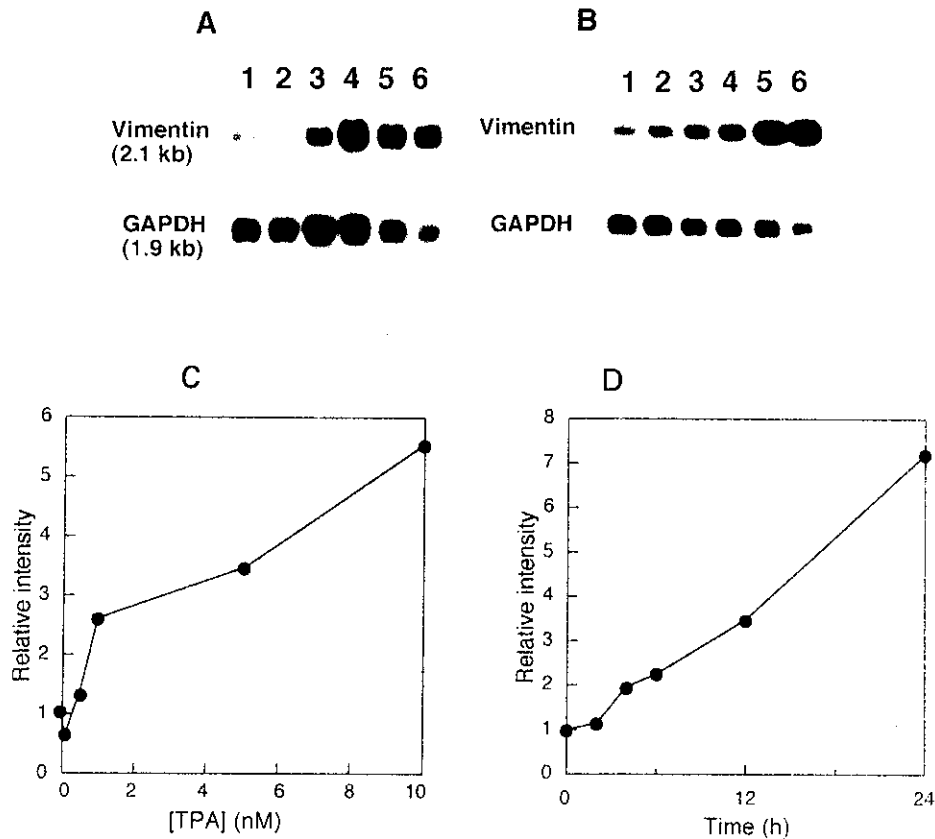 A
B
1 2 3 4 5 6
1 2 3 4 5 6
Vimentin
(2.1 kb)
Vimentin
GAPDH
(1.9 kb)
GAPDH
C
D
6
5
4
3
2
1
0
Relative intensity
0 2 4 6 8 10
[TPA] (nM)
8
7
6
5
4
3
2
1
0
Relative intensity
0 12 24
Time (h)